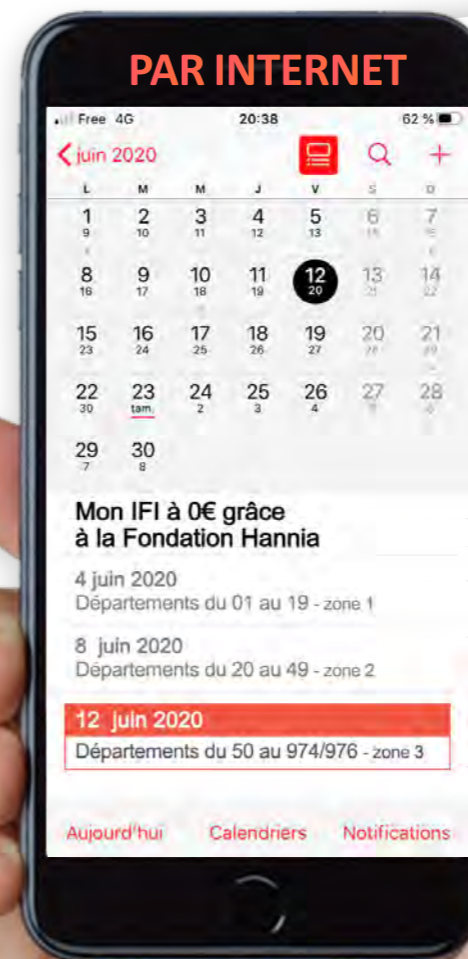 PAR INTERNET
Free 4G 20:38 62 %
juin 2020
L M M J V S D
1 2 3 4 5 6 7
9 10 11 12 13
8 9 10 11 12 13 14
16 17 18 19 20 21 22
15 16 17 18 19 20 21
23 24 25 26 27 28 29
22 23 24 25 26 27 28
30 tam. 2 3 4
29 30
7 8
Mon IFI à 0€ grâce
à la Fondation Hannia
4 juin 2020
Départements du 01 au 19 - zone 1
8 juin 2020
Départements du 20 au 49 - zone 2
12 juin 2020
Départements du 50 au 974/976 - zone 3
Aujourd'hui Calendriers Notifications